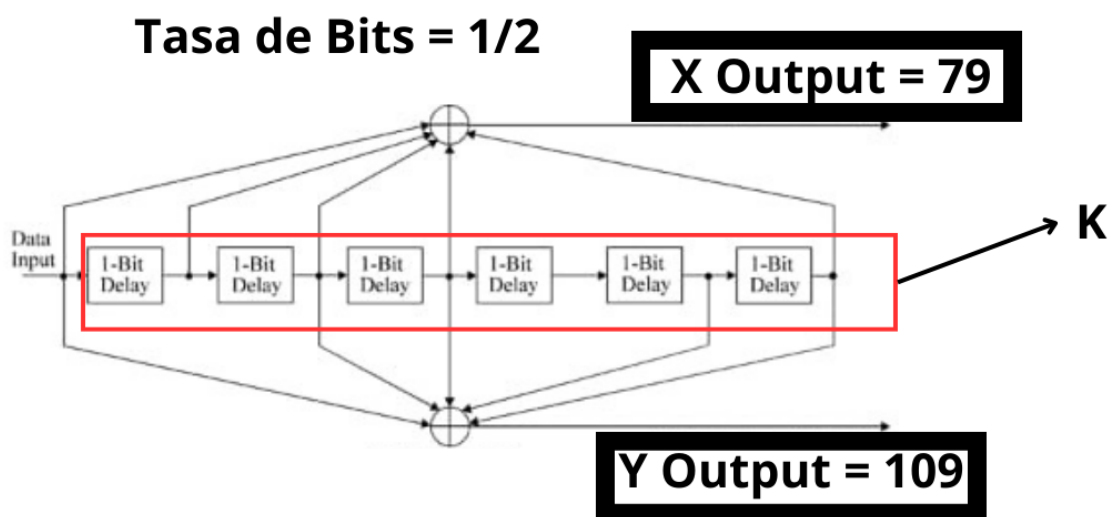 Tasa de Bits = 1/2
X Output = 79
Data
Input
1-Bit
Delay
1-Bit
Delay
1-Bit
Delay
1-Bit
Delay
1-Bit
Delay
1-Bit
Delay
K
Y Output = 109